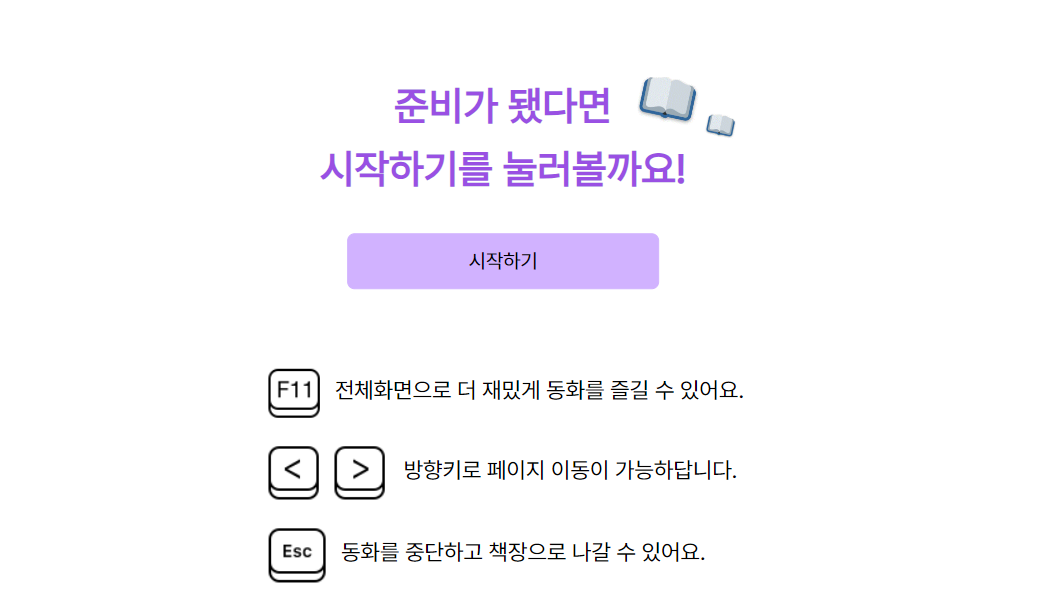 준비가 됐다면
시작하기를 눌러볼까요!
시작하기
F11 전체화면으로 더 재밌게 동화를 즐길 수 있어요.
< > 방향키로 페이지 이동이 가능하답니다.
Esc 동화를 중단하고 책장으로 나갈 수 있어요.